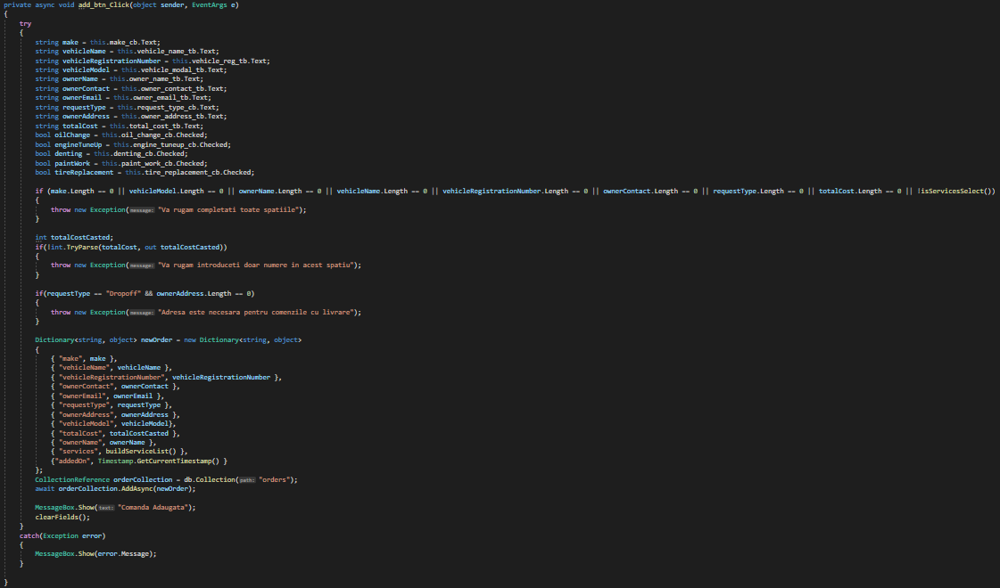 private async void add_btn_Click(object sender, EventArgs e)
{
try
{
string make = this.make_cb.Text;
string vehicleName = this.vehicle_name_tb.Text;
string vehicleRegistrationNumber = this.vehicle_reg_tb.Text;
string vehicleModel = this.vehicle_modal_tb.Text;
string ownerName = this.owner_name_tb.Text;
string ownerContact = this.owner_contact_tb.Text;
string ownerEmail = this.owner_email_tb.Text;
string requestType = this.request_type_cb.Text;
string ownerAddress = this.owner_address_tb.Text;
string totalCost = this.total_cost_tb.Text;
bool oilChange = this.oil_change_cb.Checked;
bool engineTuneUp = this.engine_tuneup_cb.Checked;
bool denting = this.denting_cb.Checked;
bool paintWork = this.paint_work_cb.Checked;
bool tireReplacement = this.tire_replacement_cb.Checked;
if (make.Length == 0 || vehicleModel.Length == 0 || ownerName.Length == 0 || vehicleName.Length == 0 || vehicleRegistrationNumber.Length == 0 || ownerContact.Length == 0 || requestType.Length == 0 || totalCost.Length == 0 || !isServicesSelect())
{
throw new Exception(message: "Va rugam completati toate spatiile");
}
int totalCostCasted;
if(!int.TryParse(totalCost, out totalCostCasted))
{
throw new Exception(message: "Va rugam introduceti doar numere in acest spatiu");
}
if(requestType == "Dropoff" && ownerAddress.Length == 0)
{
throw new Exception(message: "Adresa este necesara pentru comenzile cu livrare");
}
Dictionary<string, object> newOrder = new Dictionary<string, object>
{
{ "make", make },
{ "vehicleName", vehicleName },
{ "vehicleRegistrationNumber", vehicleRegistrationNumber },
{ "ownerContact", ownerContact },
{ "ownerEmail", ownerEmail },
{ "requestType", requestType },
{ "ownerAddress", ownerAddress },
{ "vehicleModel", vehicleModel},
{ "totalCost", totalCostCasted },
{ "ownerName", ownerName },
{ "services", buildServiceList() },
{"addedOn", Timestamp.GetCurrentTimestamp() }
};
CollectionReference orderCollection = db.Collection(path: "orders");
await orderCollection.AddAsync(newOrder);
MessageBox.Show(text: "Comanda Adaugata");
clearFields();
}
catch(Exception error)
{
MessageBox.Show(error.Message);
}
}